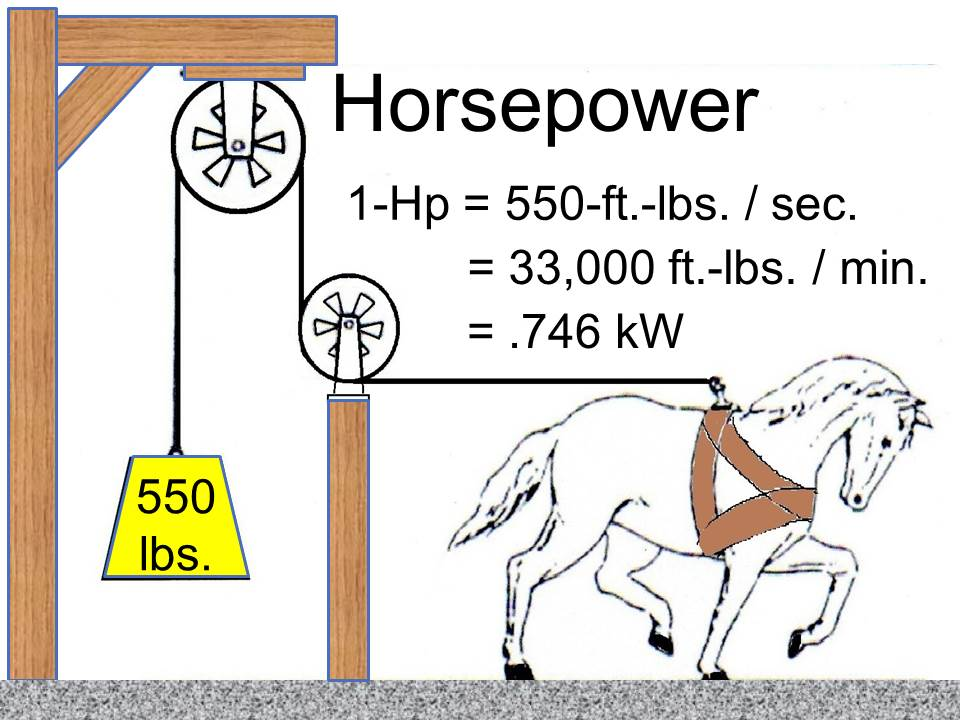 Horsepower
1-Hp = 550-ft.-lbs. / sec.
= 33,000 ft.-lbs. / min.
= .746 kW
550
lbs.